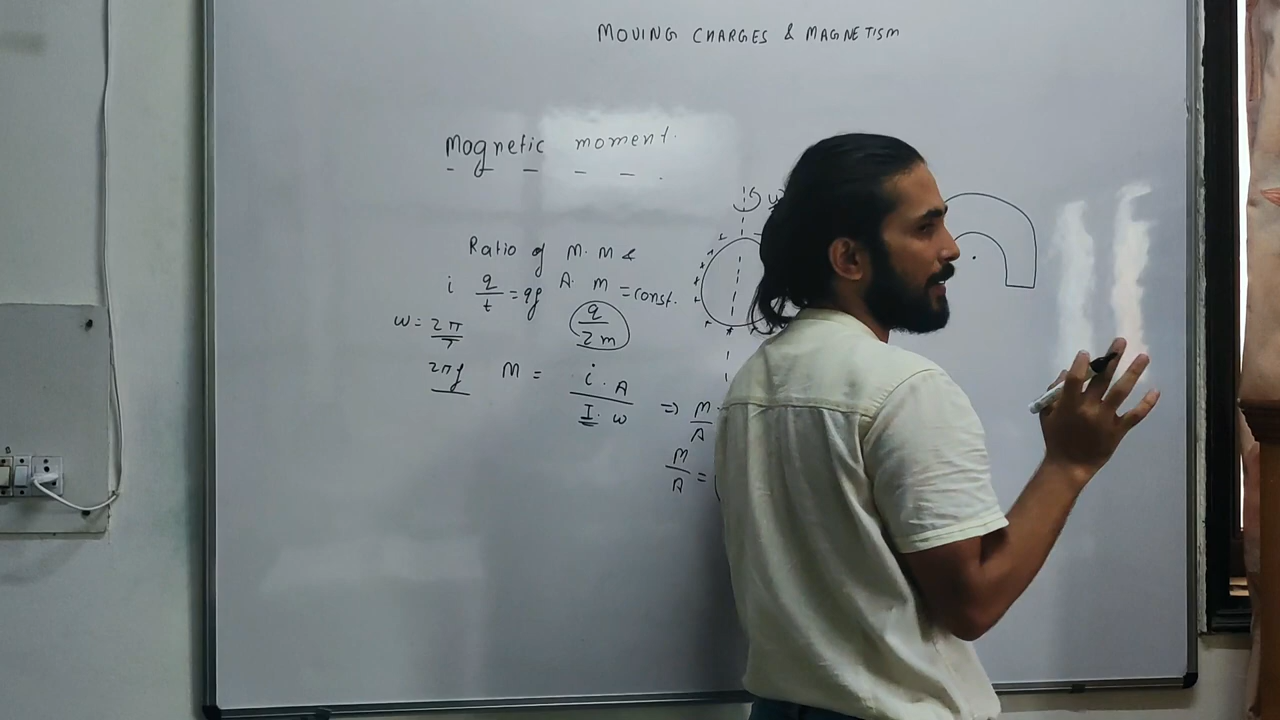 MOVING CHARGES & MAGNETISM
Magnetic moment.
ω
Ratio of M. M &
A. m = const.
i q/t = qf
q/2m
ω = 2π/T
2πf
M = i. A / I. ω
⇒ M/A
M/A =